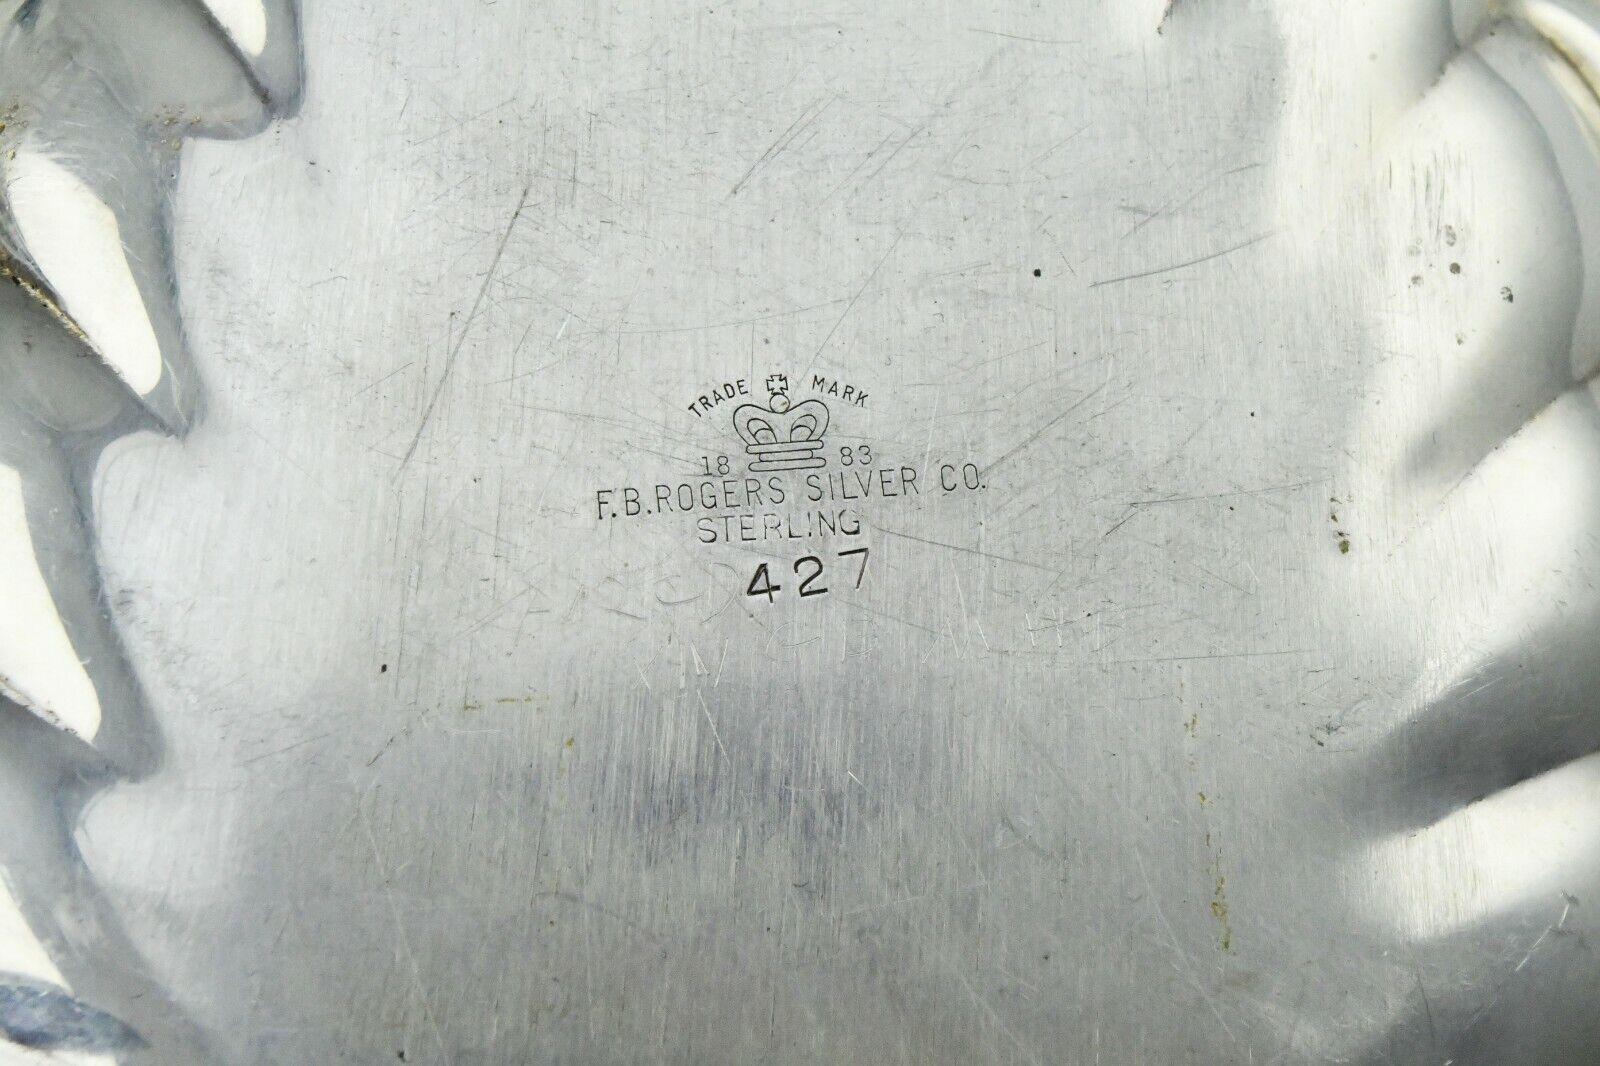 TRADE MARK
18 83
F.B.ROGERS SILVER CO.
STERLING
427